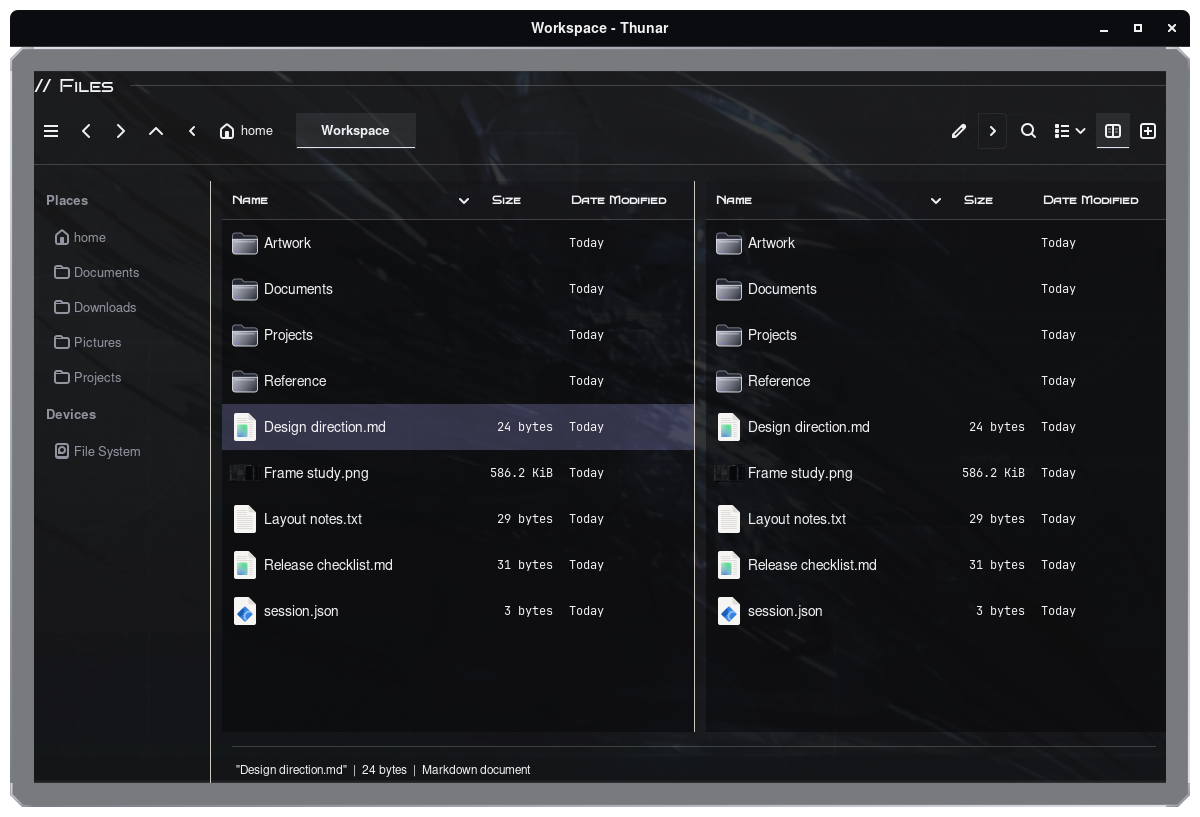 Workspace - Thunar
// Files
home Workspace
Places
home
Documents
Downloads
Pictures
Projects
Devices
File System
Name Size Date Modified
Artwork Today
Documents Today
Projects Today
Reference Today
Design direction.md 24 bytes Today
Frame study.png 586.2 KiB Today
Layout notes.txt 29 bytes Today
Release checklist.md 31 bytes Today
session.json 3 bytes Today
Name Size Date Modified
Artwork Today
Documents Today
Projects Today
Reference Today
Design direction.md 24 bytes Today
Frame study.png 586.2 KiB Today
Layout notes.txt 29 bytes Today
Release checklist.md 31 bytes Today
session.json 3 bytes Today
"Design direction.md" | 24 bytes | Markdown document